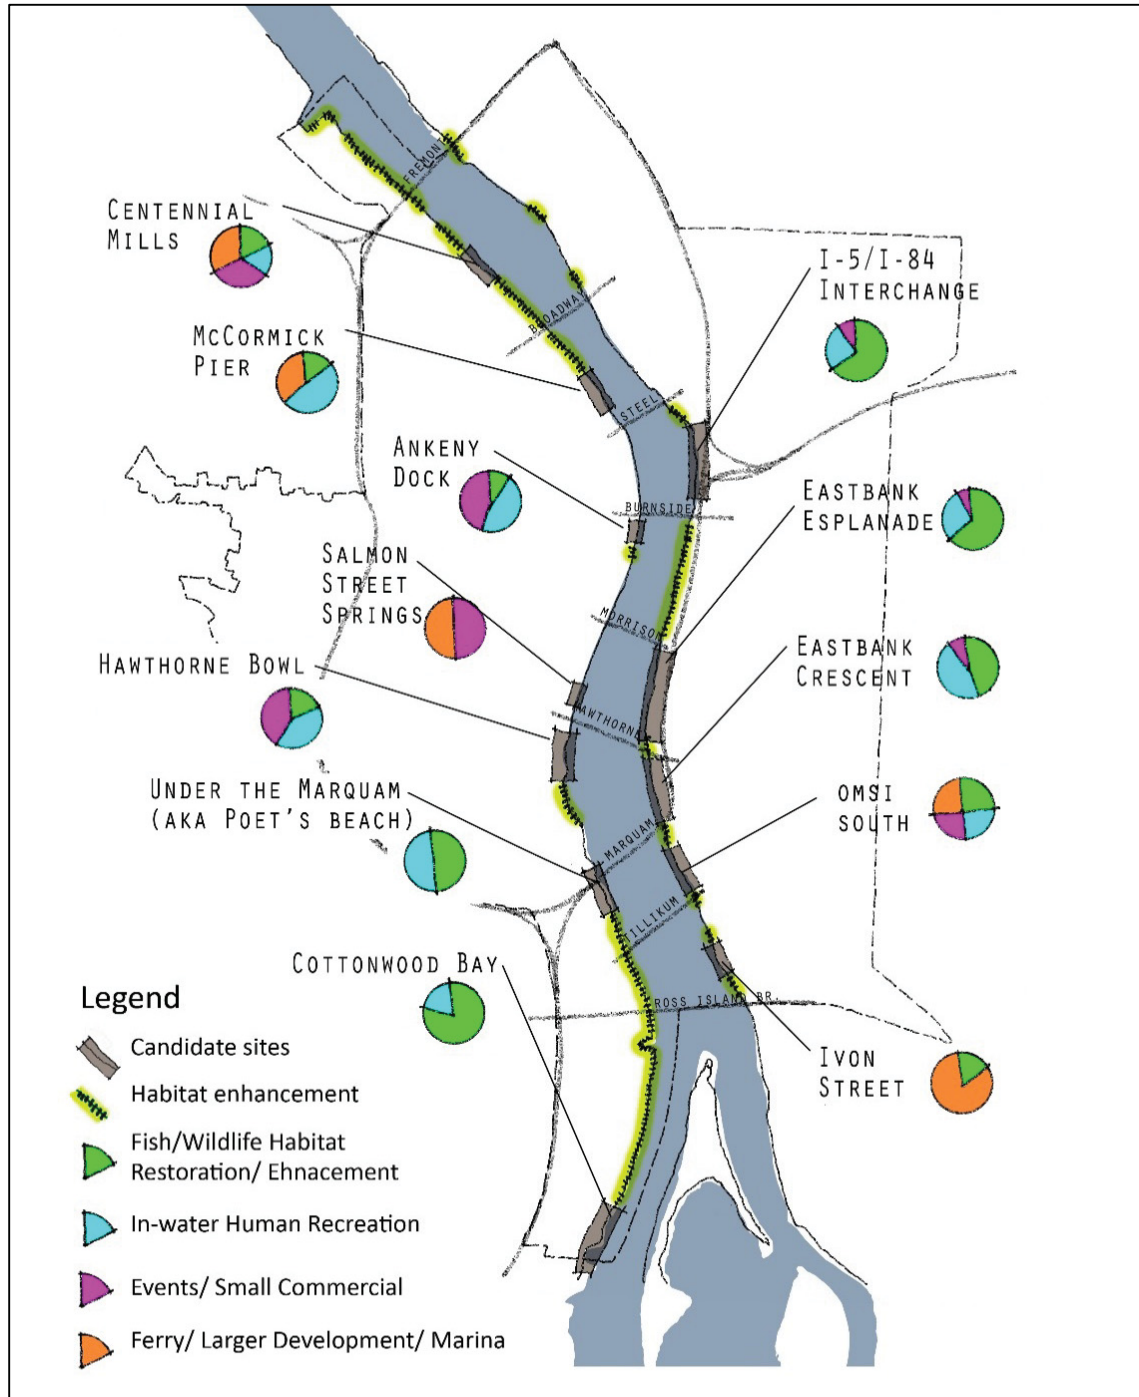 FREMONT
CENTENNIAL
MILLS
I-5/I-84
INTERCHANGE
BROADWAY
MCCORMICK
PIER
STEEL
ANKENY
DOCK
EASTBANK
ESPLANADE
BURNSIDE
SALMON
STREET
SPRINGS
MORRISON
EASTBANK
CRESCENT
HAWTHORNE BOWL
HAWTHORNE
UNDER THE MARQUAM
(AKA POET'S BEACH)
OMSI
SOUTH
MARQUAM
TILLIKUM
COTTONWOOD BAY
ROSS ISLAND BR.
IVON
STREET
Legend
Candidate sites
Habitat enhancement
Fish/Wildlife Habitat
Restoration/ Ehnacement
In-water Human Recreation
Events/ Small Commercial
Ferry/ Larger Development/ Marina